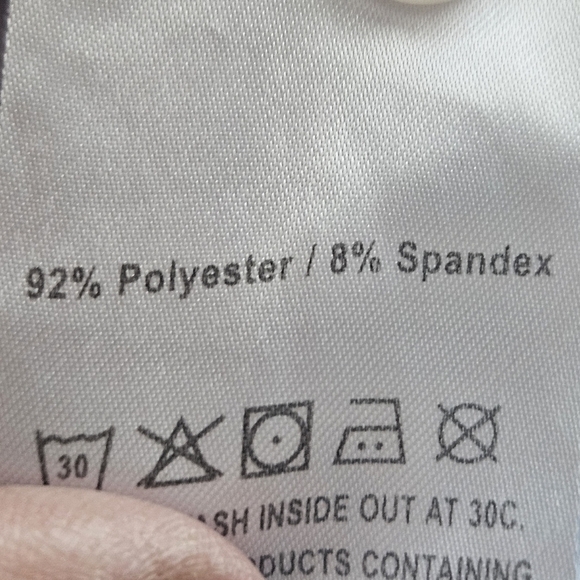 92% Polyester / 8% Spandex
30
INSIDE OUT AT 30C.
CONTAINING